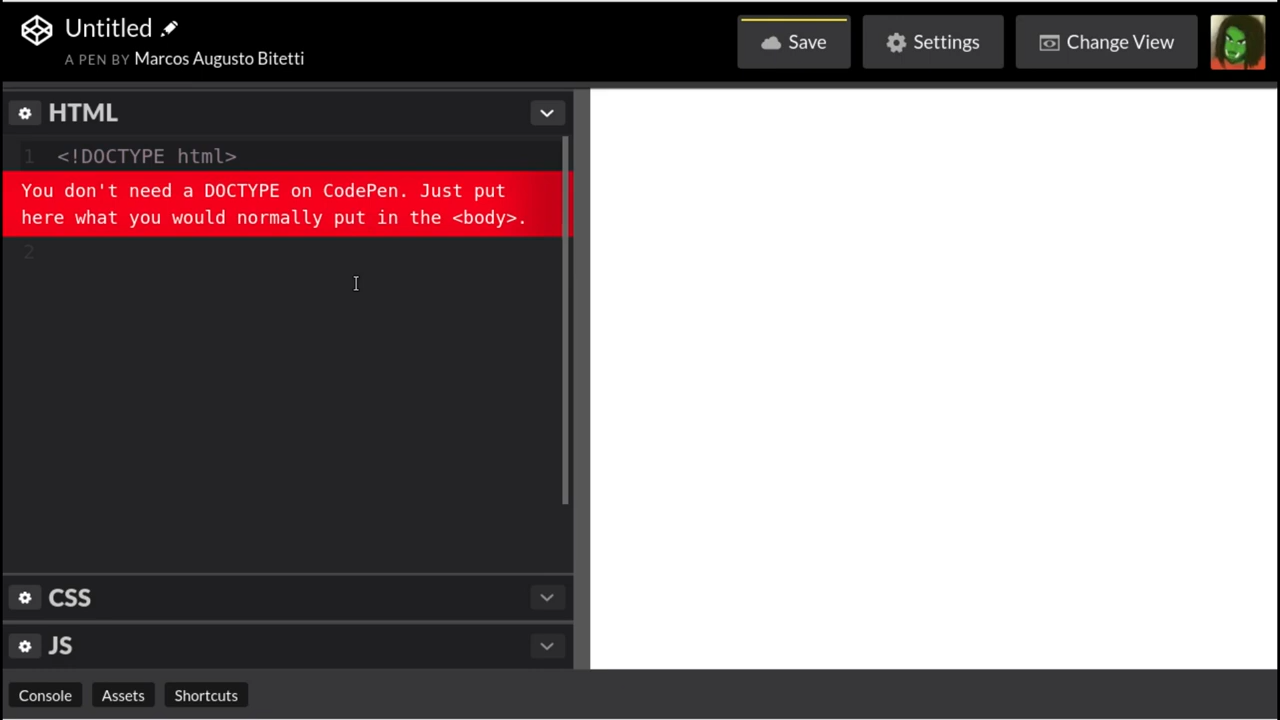 Untitled
A PEN BY Marcos Augusto Bitetti
Save
Settings
Change View
HTML
1 <!DOCTYPE html>
You don't need a DOCTYPE on CodePen. Just put
here what you would normally put in the <body>.
2
CSS
JS
Console
Assets
Shortcuts